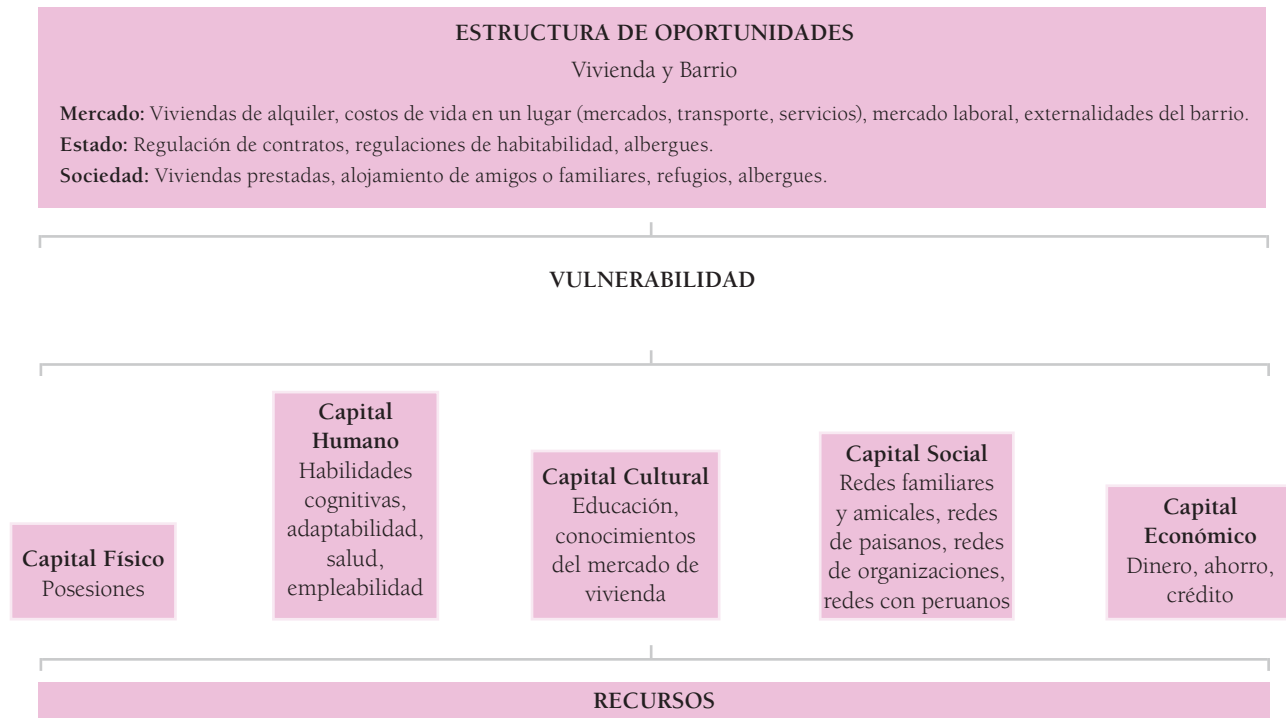 ESTRUCTURA DE OPORTUNIDADES
Vivienda y Barrio
Mercado: Viviendas de alquiler, costos de vida en un lugar (mercados, transporte, servicios), mercado laboral, externalidades del barrio.
Estado: Regulación de contratos, regulaciones de habitabilidad, albergues.
Sociedad: Viviendas prestadas, alojamiento de amigos o familiares, refugios, albergues.
VULNERABILIDAD
Capital Físico
Posesiones
Capital
Humano
Habilidades
cognitivas,
adaptabilidad,
salud,
empleabilidad
Capital Cultural
Educación,
conocimientos
del mercado de
vivienda
Capital Social
Redes familiares
y amicales, redes
de paisanos, redes
de organizaciones,
redes con peruanos
Capital
Económico
Dinero, ahorro,
crédito
RECURSOS